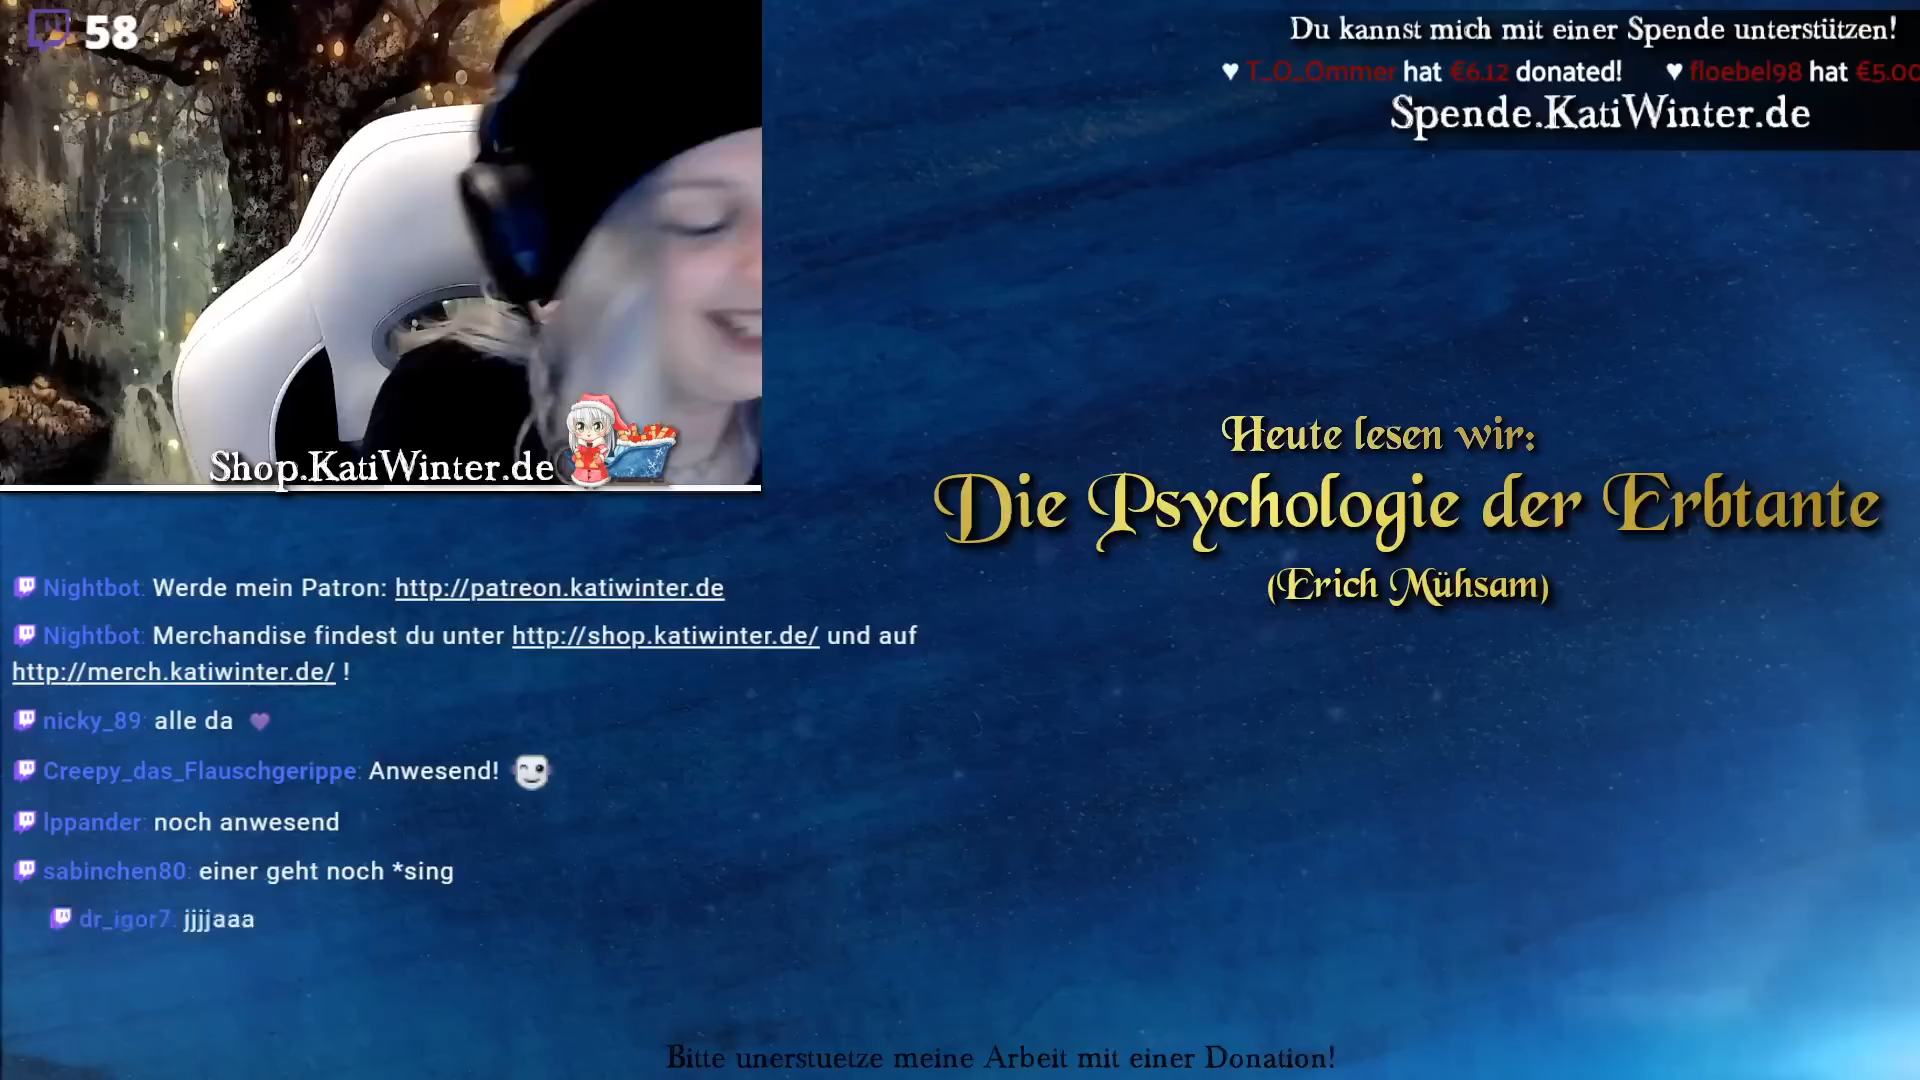 58
Du kannst mich mit einer Spende unterstützen!
♥ T_O_Ommer hat €6.12 donated! ♥ floebel98 hat €5.00
Spende.KatiWinter.de
Shop.KatiWinter.de
Heute lesen wir:
Die Psychologie der Erbtante
(Erich Mühsam)
Nightbot: Werde mein Patron: http://patreon.katiwinter.de
Nightbot: Merchandise findest du unter http://shop.katiwinter.de/ und auf
http://merch.katiwinter.de/ !
nicky_89: alle da
Creepy_das_Flauschgerippe: Anwesend!
lppander: noch anwesend
sabinchen80: einer geht noch *sing
dr_igor7: jjjjaaa
Bitte unerstuetze meine Arbeit mit einer Donation!